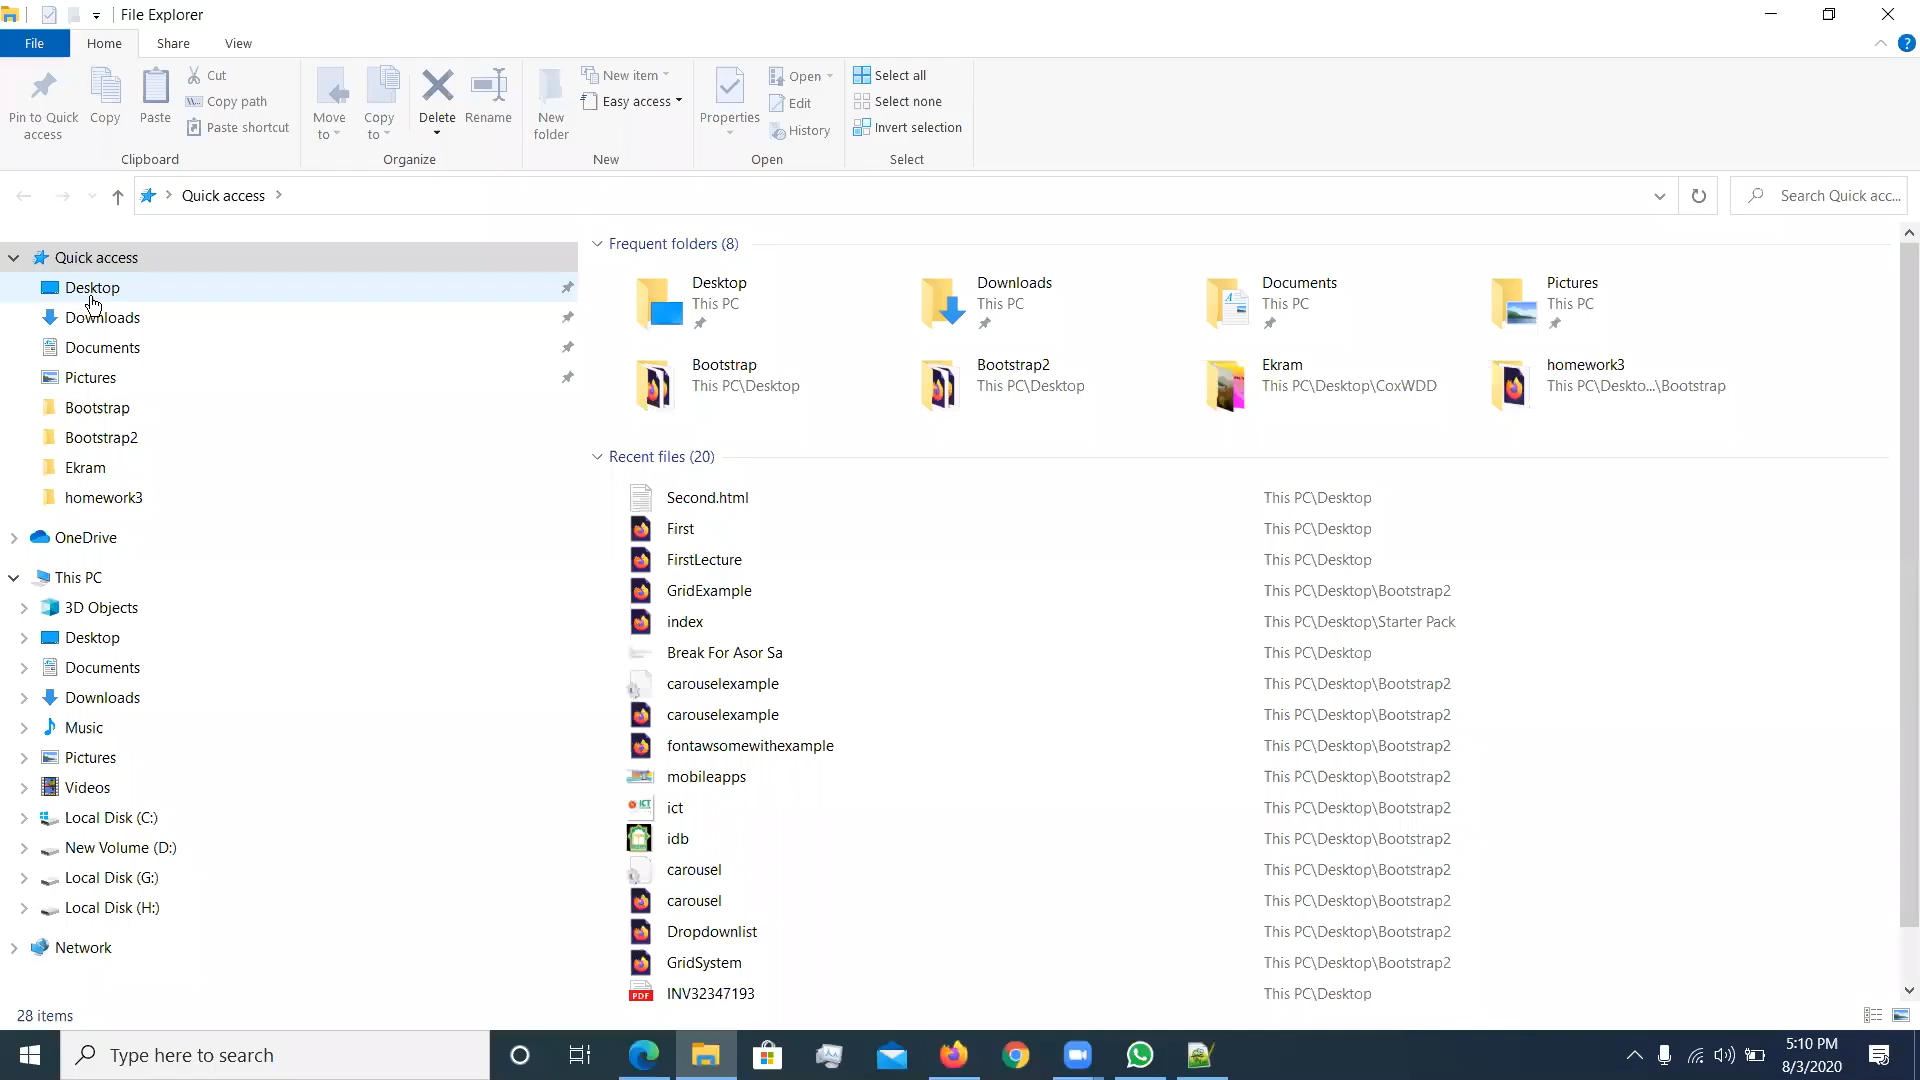 File Explorer
File Home Share View
Pin to Quick access
Copy
Paste
Cut
Copy path
Paste shortcut
Clipboard
Move to
Copy to
Delete
Rename
Organize
New folder
New item
Easy access
New
Properties
Open
Edit
History
Open
Select all
Select none
Invert selection
Select
Quick access
Search Quick acc...
Quick access
Desktop
Downloads
Documents
Pictures
Bootstrap
Bootstrap2
Ekram
homework3
OneDrive
This PC
3D Objects
Desktop
Documents
Downloads
Music
Pictures
Videos
Local Disk (C:)
New Volume (D:)
Local Disk (G:)
Local Disk (H:)
Network
Frequent folders (8)
Desktop
This PC
Downloads
This PC
Documents
This PC
Pictures
This PC
Bootstrap
This PC\Desktop
Bootstrap2
This PC\Desktop
Ekram
This PC\Desktop\CoxWDD
homework3
This PC\Deskto...\Bootstrap
Recent files (20)
Second.html This PC\Desktop
First This PC\Desktop
FirstLecture This PC\Desktop
GridExample This PC\Desktop\Bootstrap2
index This PC\Desktop\Starter Pack
Break For Asor Sa This PC\Desktop
carouselexample This PC\Desktop\Bootstrap2
carouselexample This PC\Desktop\Bootstrap2
fontawsomewithexample This PC\Desktop\Bootstrap2
mobileapps This PC\Desktop\Bootstrap2
ict This PC\Desktop\Bootstrap2
idb This PC\Desktop\Bootstrap2
carousel This PC\Desktop\Bootstrap2
carousel This PC\Desktop\Bootstrap2
Dropdownlist This PC\Desktop\Bootstrap2
GridSystem This PC\Desktop\Bootstrap2
PDF INV32347193 This PC\Desktop
28 items
Type here to search
5:10 PM
8/3/2020